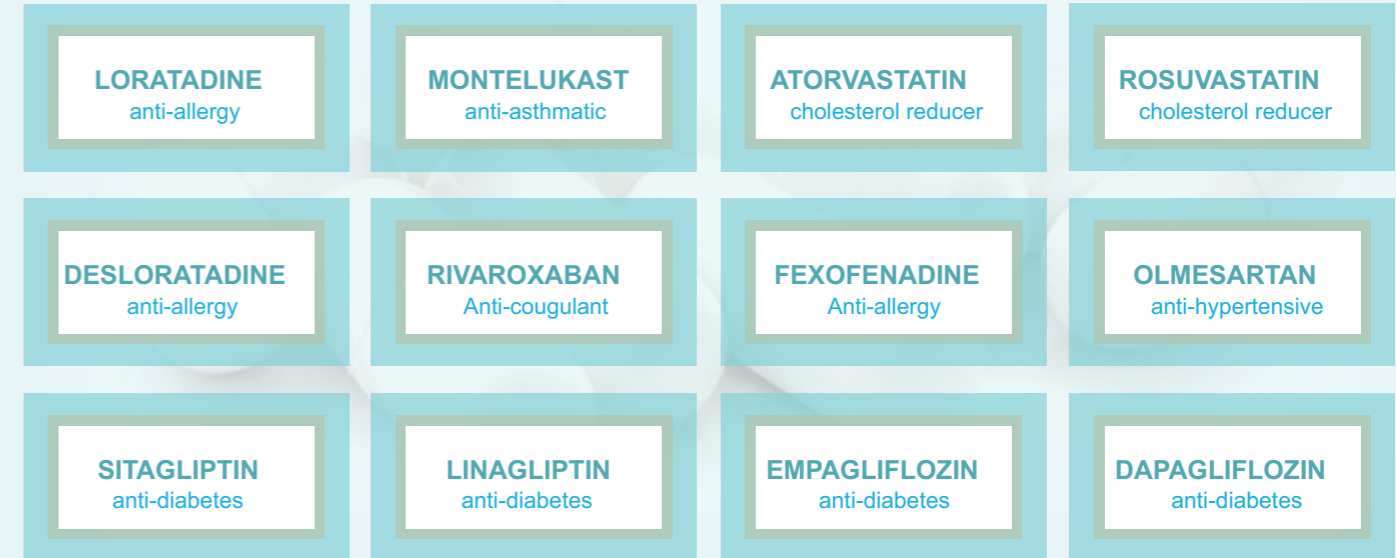 LORATADINE
anti-allergy
MONTELUKAST
anti-asthmatic
ATORVASTATIN
cholesterol reducer
ROSUVASTATIN
cholesterol reducer
DESLORATADINE
anti-allergy
RIVAROXABAN
Anti-cougulant
FEXOFENADINE
Anti-allergy
OLMESARTAN
anti-hypertensive
SITAGLIPTIN
anti-diabetes
LINAGLIPTIN
anti-diabetes
EMPAGLIFLOZIN
anti-diabetes
DAPAGLIFLOZIN
anti-diabetes